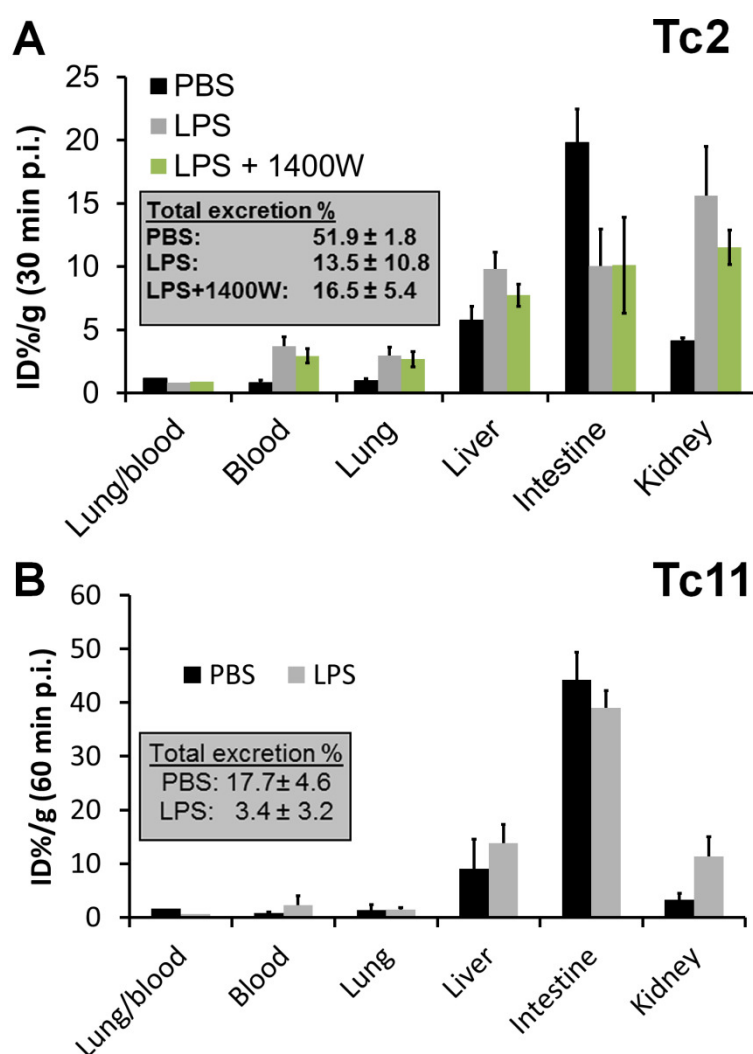 A
Tc2
ID%/g (30 min p.i.)
25
20
15
10
5
0
PBS
LPS
LPS + 1400W
Total excretion %
PBS: 51.9 ± 1.8
LPS: 13.5 ± 10.8
LPS+1400W: 16.5 ± 5.4
Lung/blood
Blood
Lung
Liver
Intestine
Kidney
B
Tc11
ID%/g (60 min p.i.)
60
50
40
30
20
10
0
PBS LPS
Total excretion %
PBS: 17.7± 4.6
LPS: 3.4 ± 3.2
Lung/blood
Blood
Lung
Liver
Intestine
Kidney